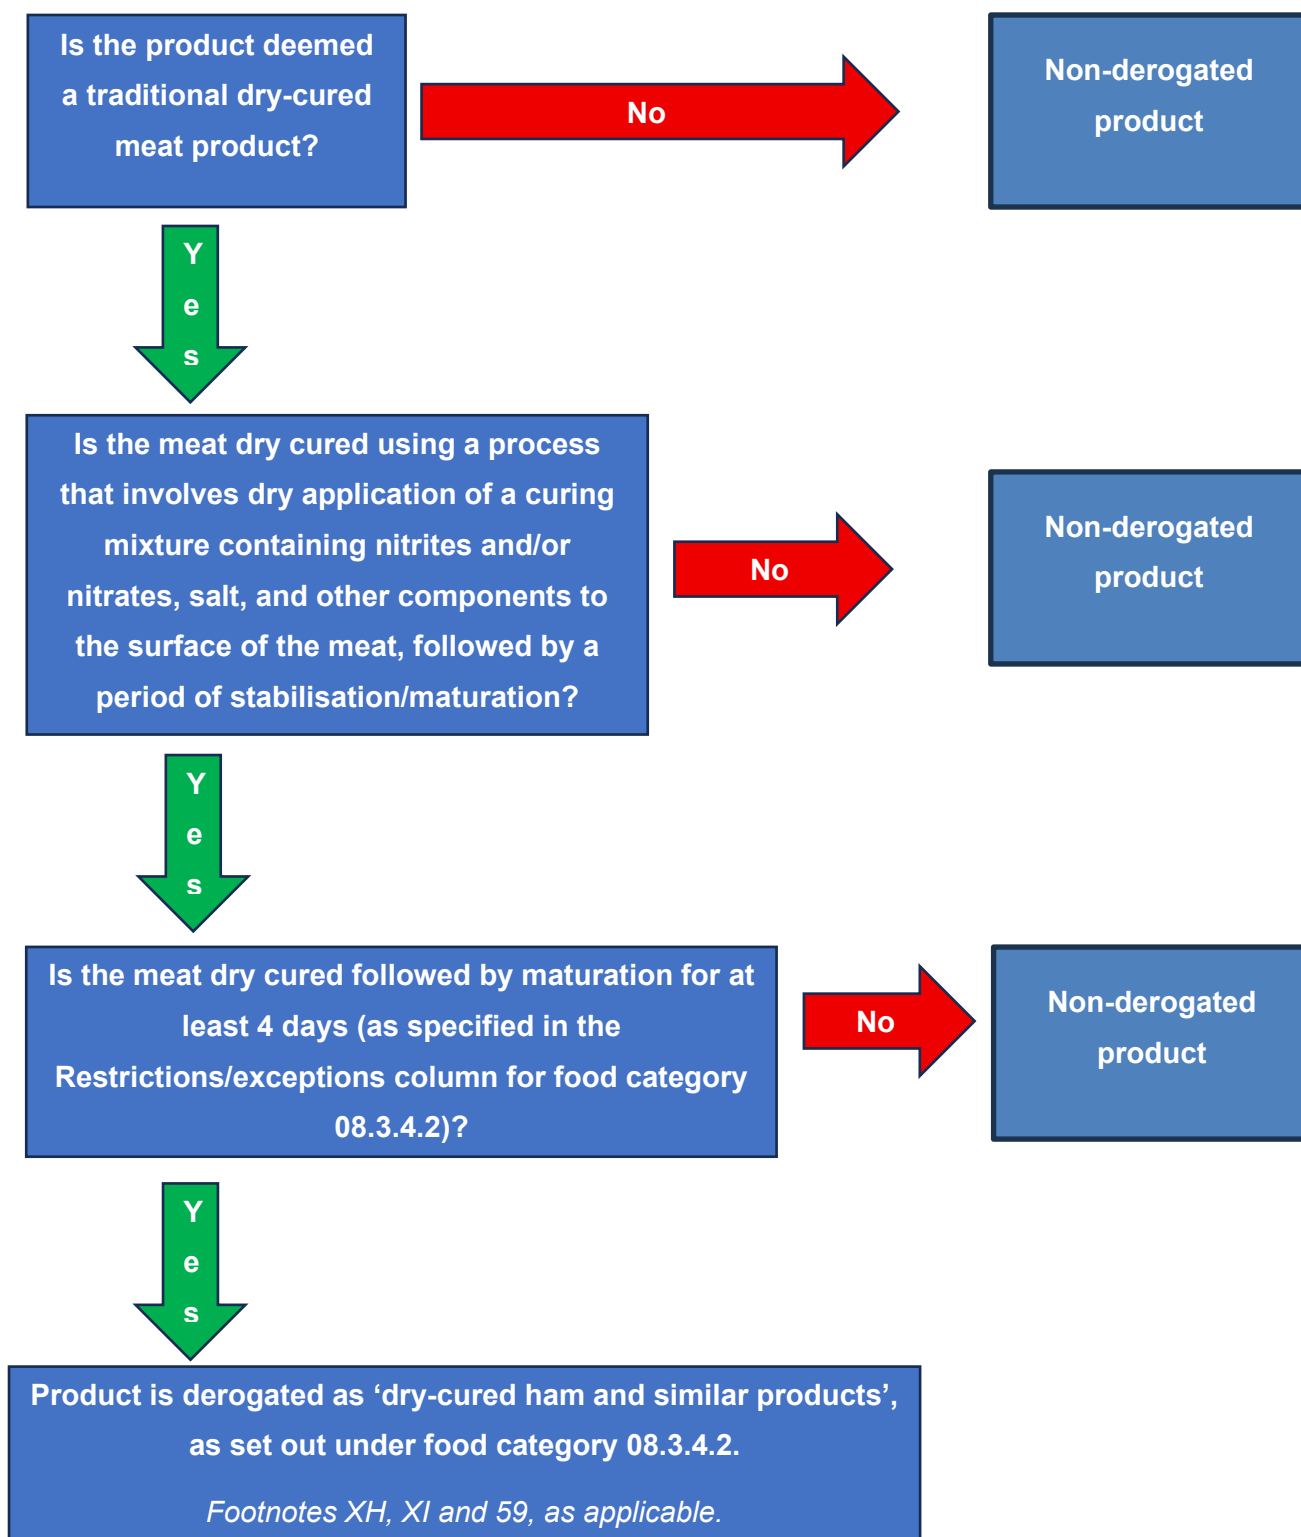 Is the product deemed
a traditional dry-cured
meat product?
No
Non-derogated
product
Y
e
s
Is the meat dry cured using a process
that involves dry application of a curing
mixture containing nitrites and/or
nitrates, salt, and other components to
the surface of the meat, followed by a
period of stabilisation/maturation?
No
Non-derogated
product
Y
e
s
Is the meat dry cured followed by maturation for at
least 4 days (as specified in the
Restrictions/exceptions column for food category
08.3.4.2)?
No
Non-derogated
product
Y
e
s
Product is derogated as ‘dry-cured ham and similar products’,
as set out under food category 08.3.4.2.
Footnotes XH, XI and 59, as applicable.